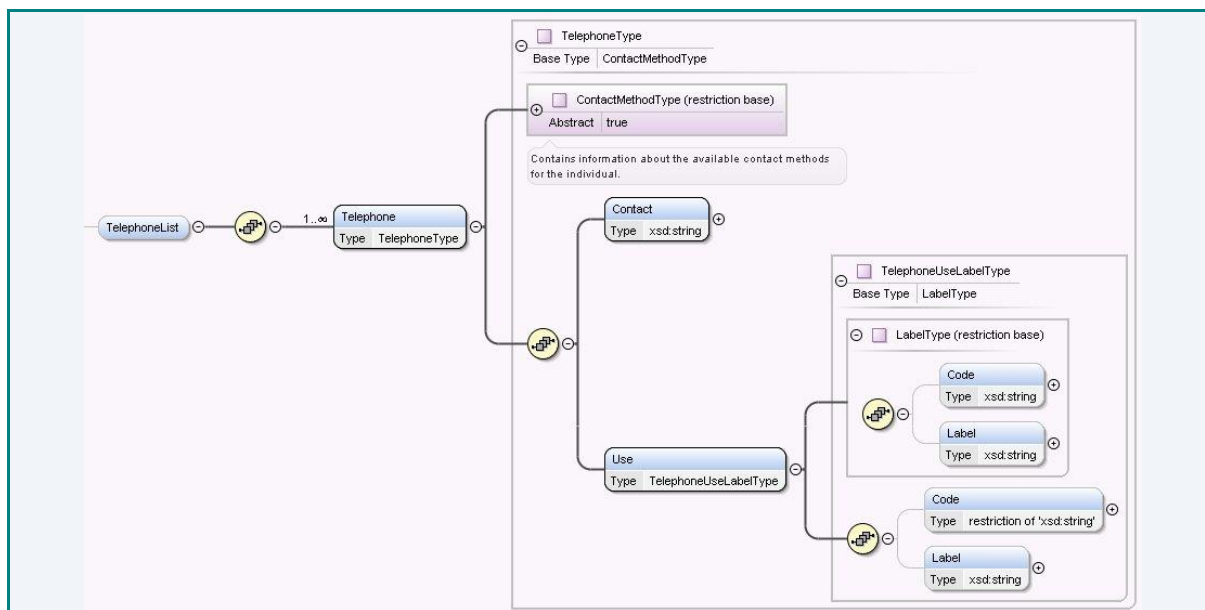 TelephoneType
Base Type ContactMethodType
ContactMethodType (restriction base)
Abstract true
Contains information about the available contact methods
for the individual.
TelephoneList
1..∞
Telephone
Type TelephoneType
Contact
Type xsd:string
TelephoneUseLabelType
Base Type LabelType
LabelType (restriction base)
Code
Type xsd:string
Label
Type xsd:string
Use
Type TelephoneUseLabelType
Code
Type restriction of 'xsd:string'
Label
Type xsd:string